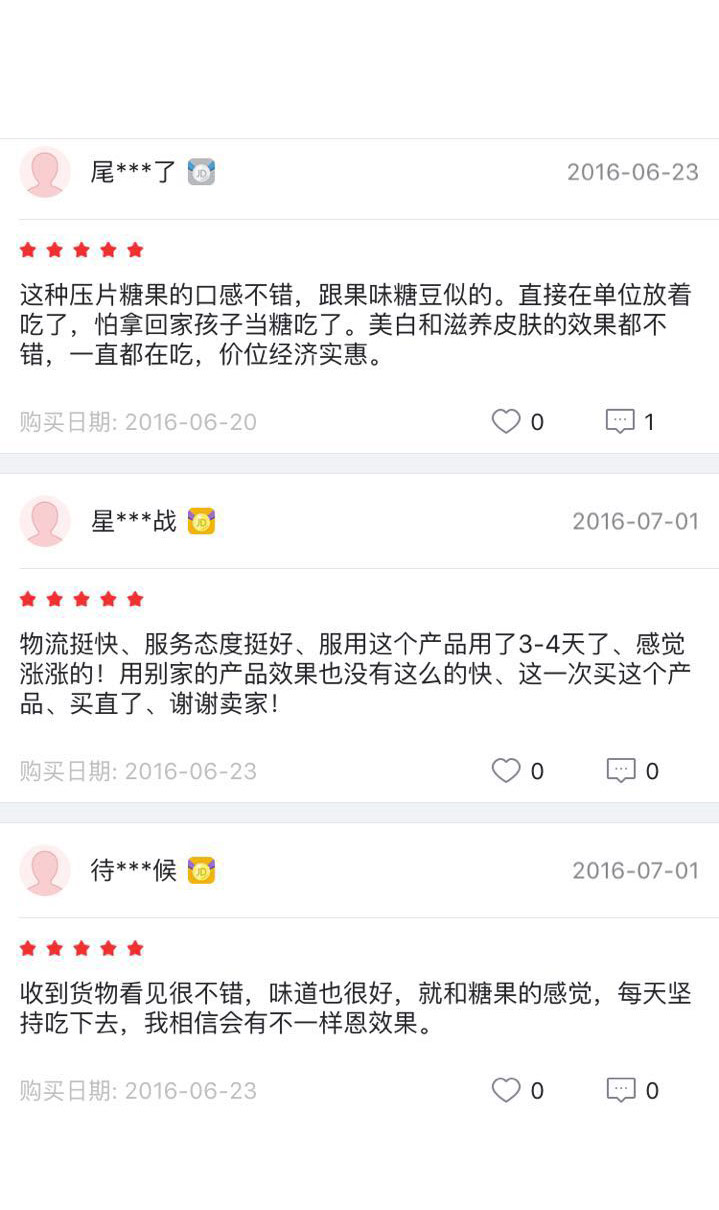 尾***了 JD 2016-06-23
这种压片糖果的口感不错，跟果味糖豆似的。直接在单位放着
吃了，怕拿回家孩子当糖吃了。美白和滋养皮肤的效果都不
错，一直都在吃，价位经济实惠。
购买日期: 2016-06-20 0 1
星***战 JD 2016-07-01
物流挺快、服务态度挺好、服用这个产品用了3-4天了、感觉
涨涨的！用别家的产品效果也没有这么的快、这一次买这个产
品、买直了、谢谢卖家！
购买日期: 2016-06-23 0 0
待***候 JD 2016-07-01
收到货物看见很不错，味道也很好，就和糖果的感觉，每天坚
持吃下去，我相信会有不一样恩效果。
购买日期: 2016-06-23 0 0